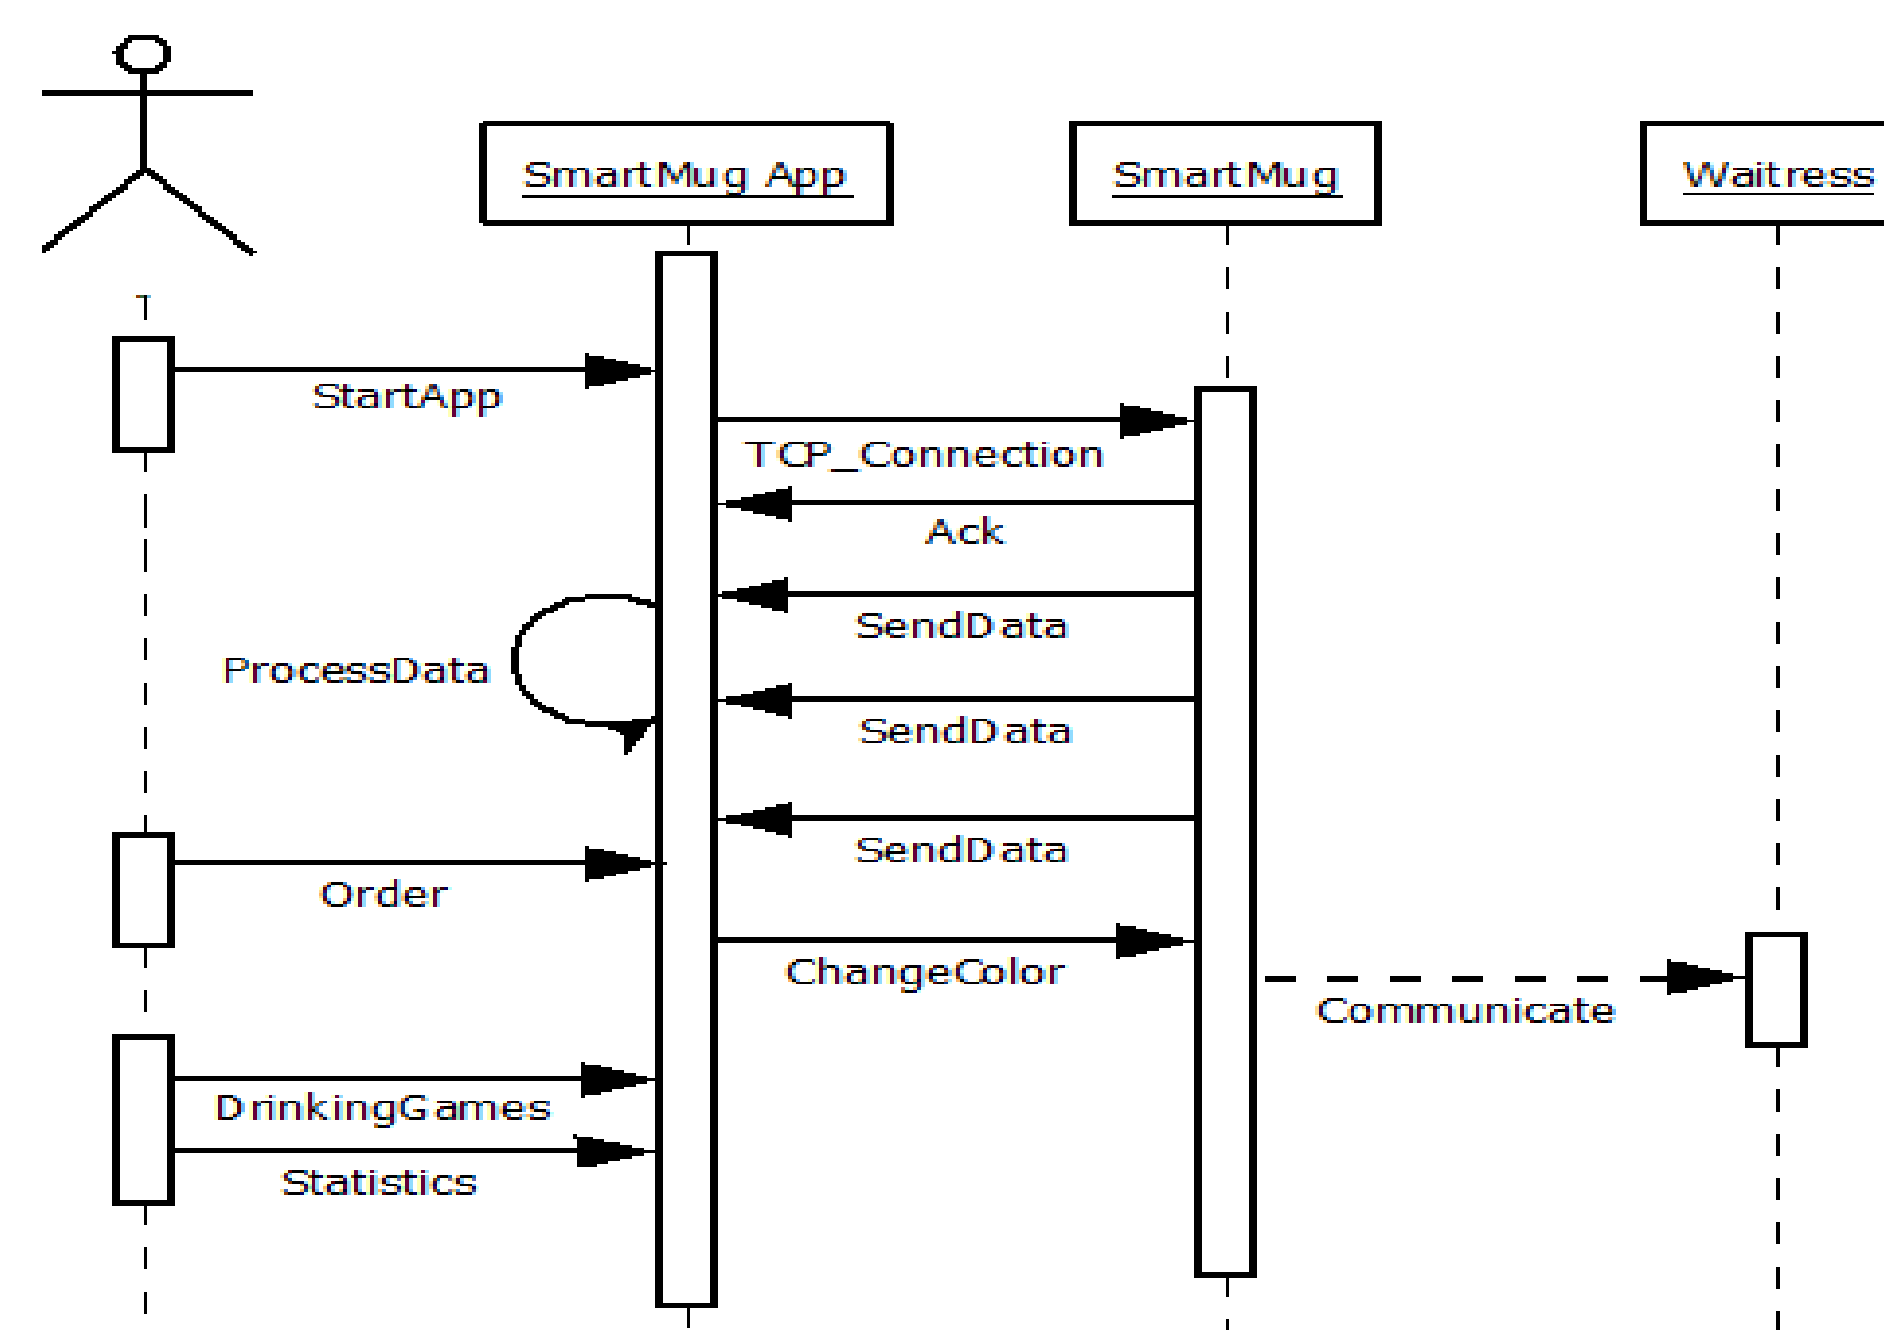 SmartMug App
SmartMug
Waitress
StartApp
TCP_Connection
Ack
SendData
ProcessData
SendData
SendData
Order
ChangeColor
Communicate
DrinkingGames
Statistics